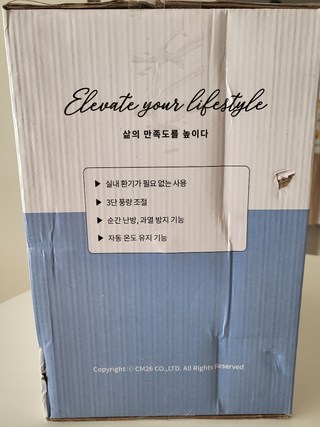 Elevate your lifestyle
삶의 만족도를 높이다
▶ 실내 환기가 필요 없는 사용
▶ 3단 풍량 조절
▶ 순간 난방, 과열 방지 기능
▶ 자동 온도 유지 기능
Copyright ⓒ CM26 CO.,LTD. All Rights Reserved